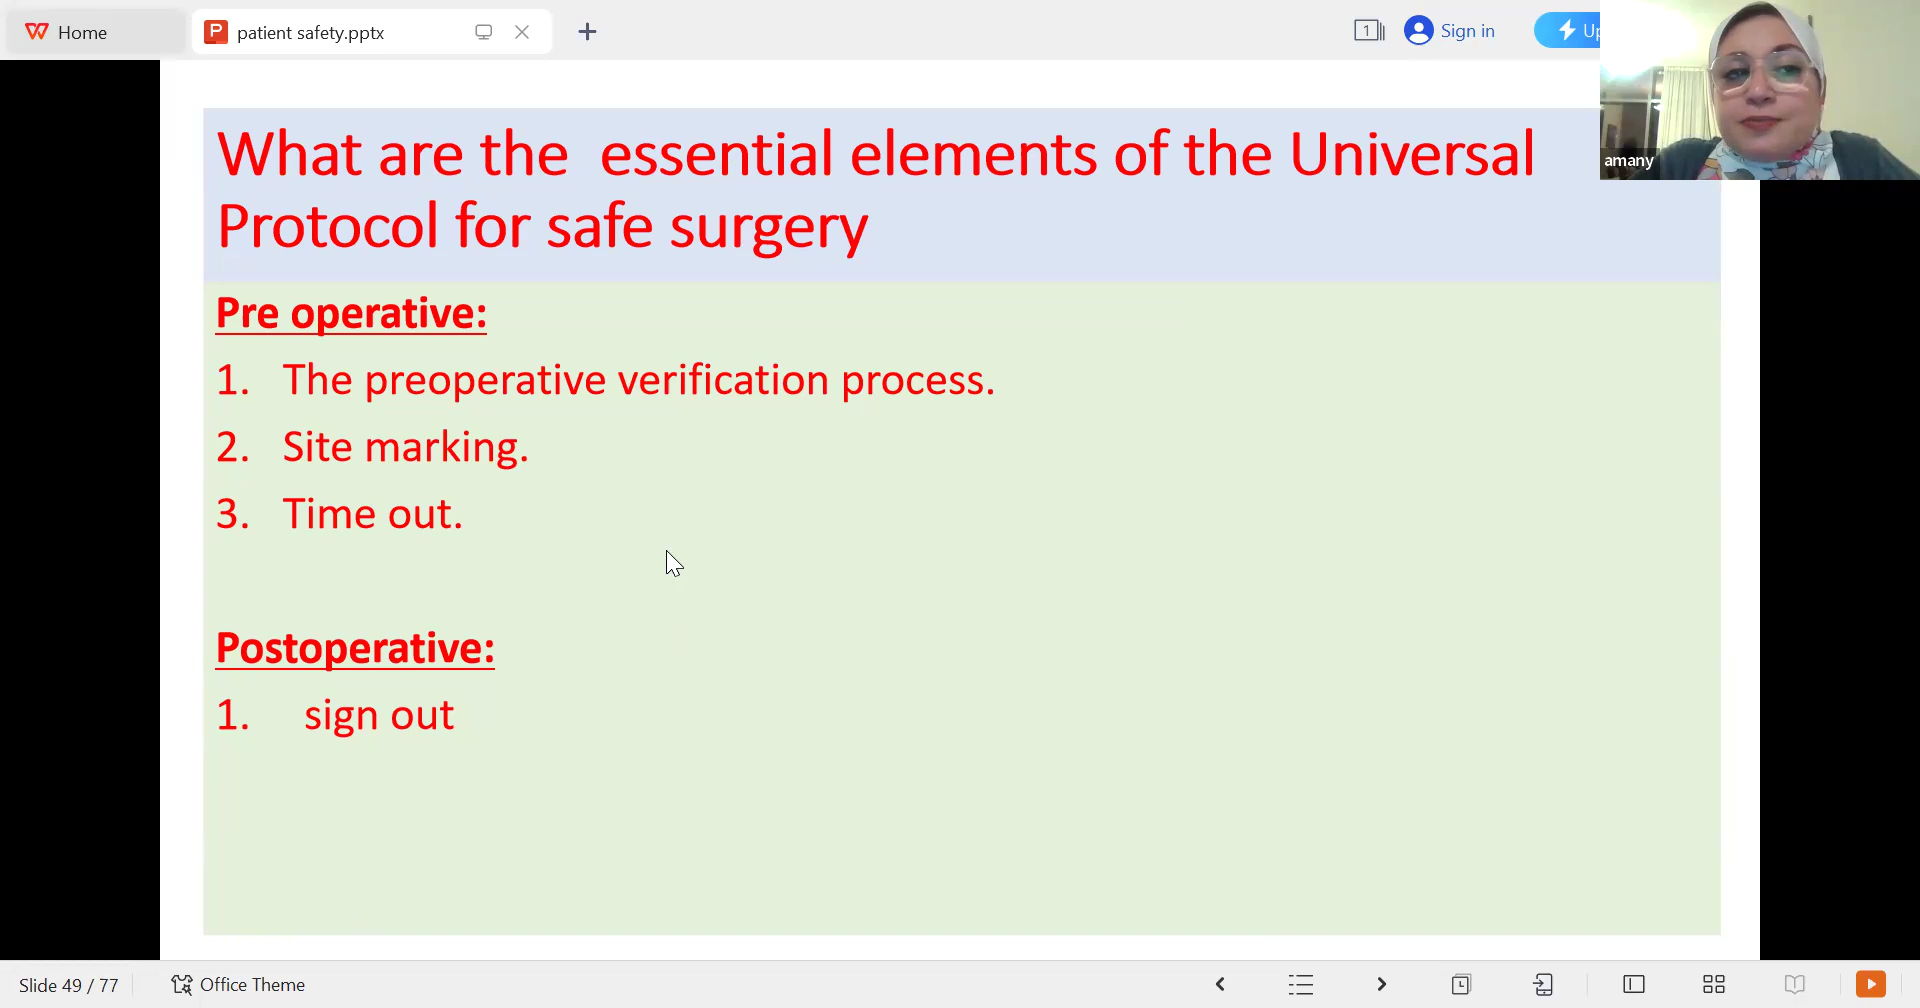 Home
patient safety.pptx
1
Sign in
amany
What are the essential elements of the Universal
Protocol for safe surgery
Pre operative:
1. The preoperative verification process.
2. Site marking.
3. Time out.
Postoperative:
1. sign out
Slide 49 / 77
Office Theme